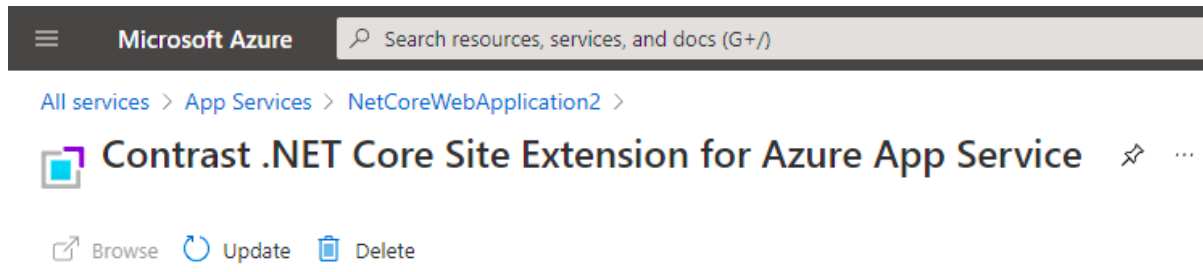 Microsoft Azure Search resources, services, and docs (G+/)
All services > App Services > NetCoreWebApplication2 >
Contrast .NET Core Site Extension for Azure App Service ...
Browse Update Delete